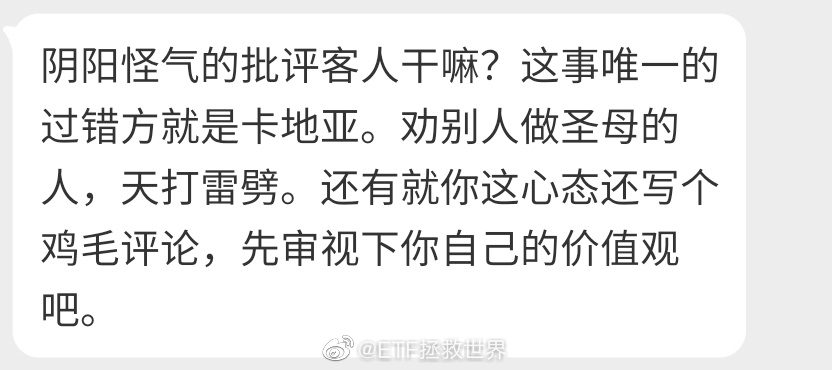 阴阳怪气的批评客人干嘛？这事唯一的
过错方就是卡地亚。劝别人做圣母的
人，天打雷劈。还有就你这心态还写个
鸡毛评论，先审视下你自己的价值观
吧。
@ETF拯救世界